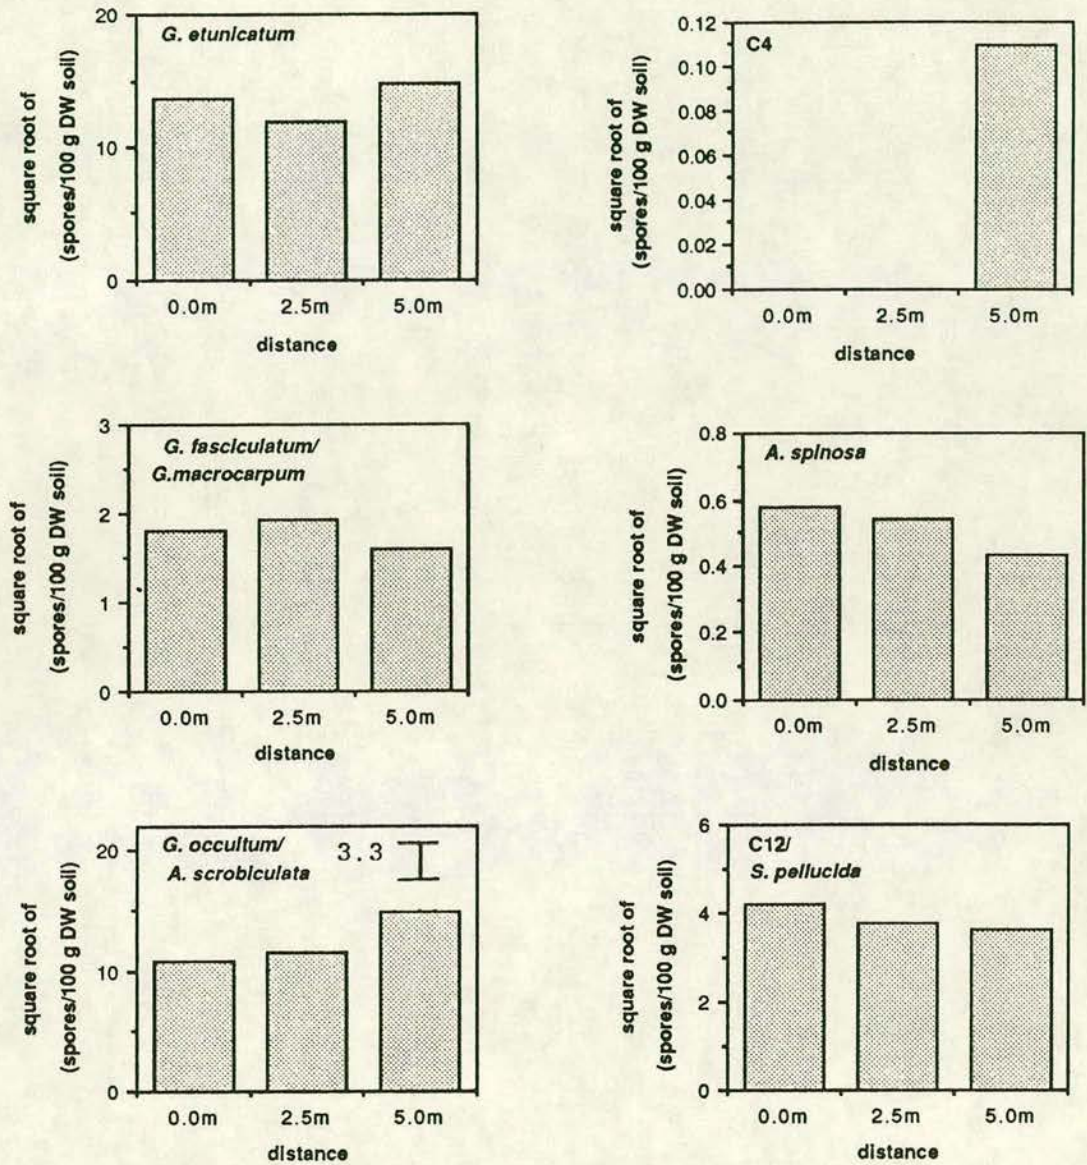 G. etunicatum
20
10
0
square root of
(spores/100 g DW soil)
0.0m 2.5m 5.0m
distance
C4
0.12
0.10
0.08
0.06
0.04
0.02
0.00
square root of
(spores/100 g DW soil)
0.0m 2.5m 5.0m
distance
G. fasciculatum/
G.macrocarpum
3
2
1
0
square root of
(spores/100 g DW soil)
0.0m 2.5m 5.0m
distance
A. spinosa
0.8
0.6
0.4
0.2
0.0
square root of
(spores/100 g DW soil)
0.0m 2.5m 5.0m
distance
G. occultum/
A. scrobiculata
3.3
20
10
0
square root of
(spores/100 g DW soil)
0.0m 2.5m 5.0m
distance
C12/
S. pellucida
6
4
2
0
square root of
(spores/100 g DW soil)
0.0m 2.5m 5.0m
distance